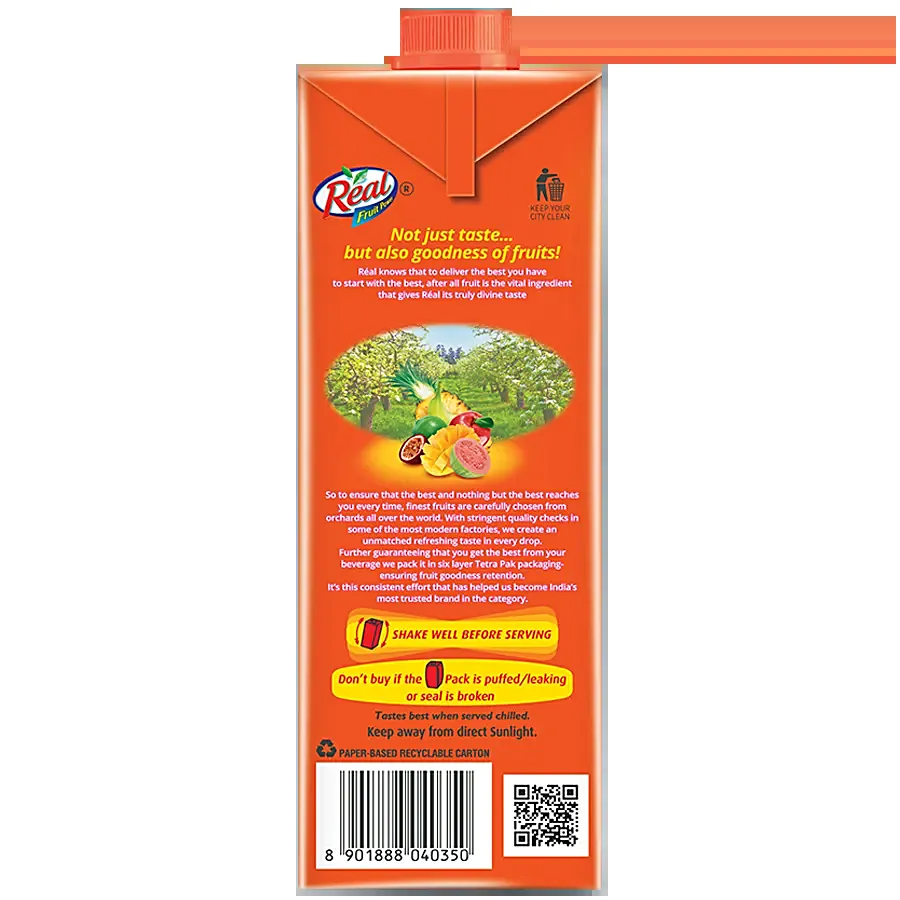 Réal
Fruit Power
®
KEEP YOUR
CITY CLEAN
Not just taste...
but also goodness of fruits!
Réal knows that to deliver the best you have
to start with the best, after all fruit is the vital ingredient
that gives Réal its truly divine taste
So to ensure that the best and nothing but the best reaches
you every time, finest fruits are carefully chosen from
orchards all over the world. With stringent quality checks in
some of the most modern factories, we create an
unmatched refreshing taste in every drop.
Further guaranteeing that you get the best from your
beverage we pack it in six layer Tetra Pak packaging-
ensuring fruit goodness retention.
It's this consistent effort that has helped us become India's
most trusted brand in the category.
SHAKE WELL BEFORE SERVING
Don't buy if the Pack is puffed/leaking
or seal is broken
Tastes best when served chilled.
Keep away from direct Sunlight.
PAPER-BASED RECYCLABLE CARTON
8 901888 040350